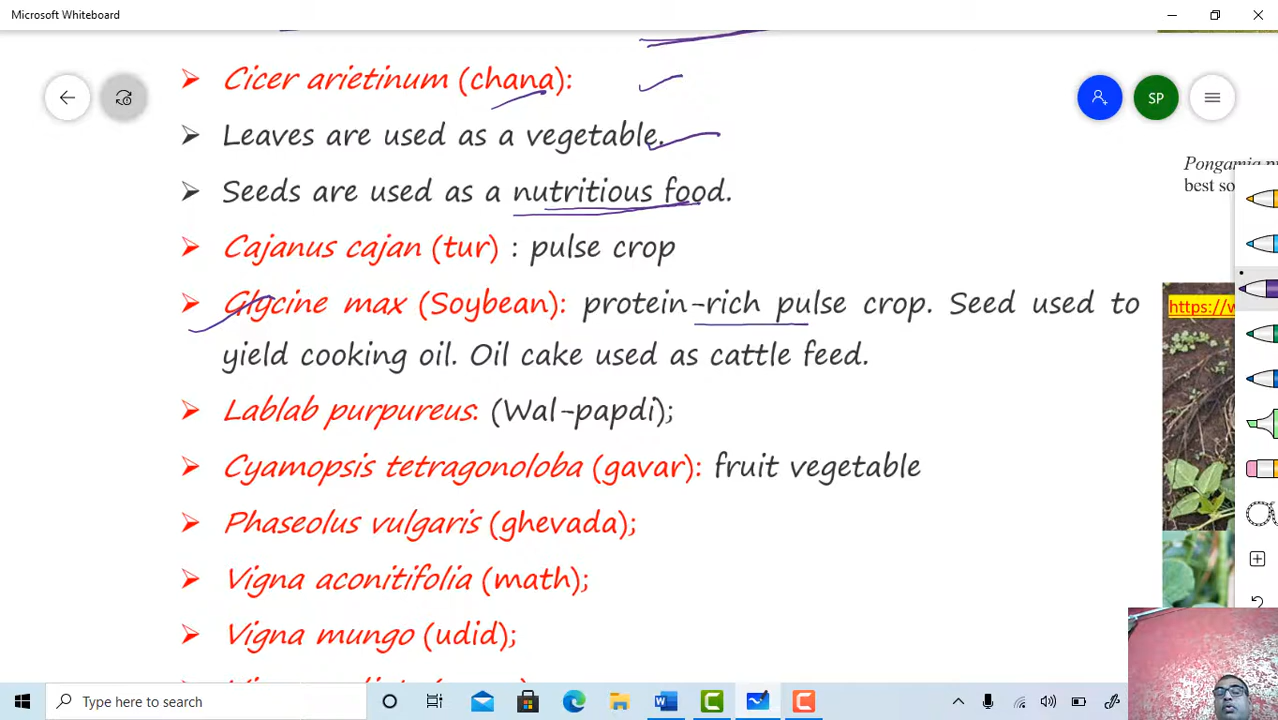 Microsoft Whiteboard
Cicer arietinum (chana):
SP
Leaves are used as a vegetable.
Pongamia
best so
Seeds are used as a nutritious food.
Cajanus cajan (tur) : pulse crop
Glycine max (Soybean): protein-rich pulse crop. Seed used to
https://w
yield cooking oil. Oil cake used as cattle feed.
Lablab purpureus: (Wal-papdi);
Cyamopsis tetragonoloba (gavar): fruit vegetable
Phaseolus vulgaris (ghevada);
Vigna aconitifolia (math);
Vigna mungo (udid);
Type here to search